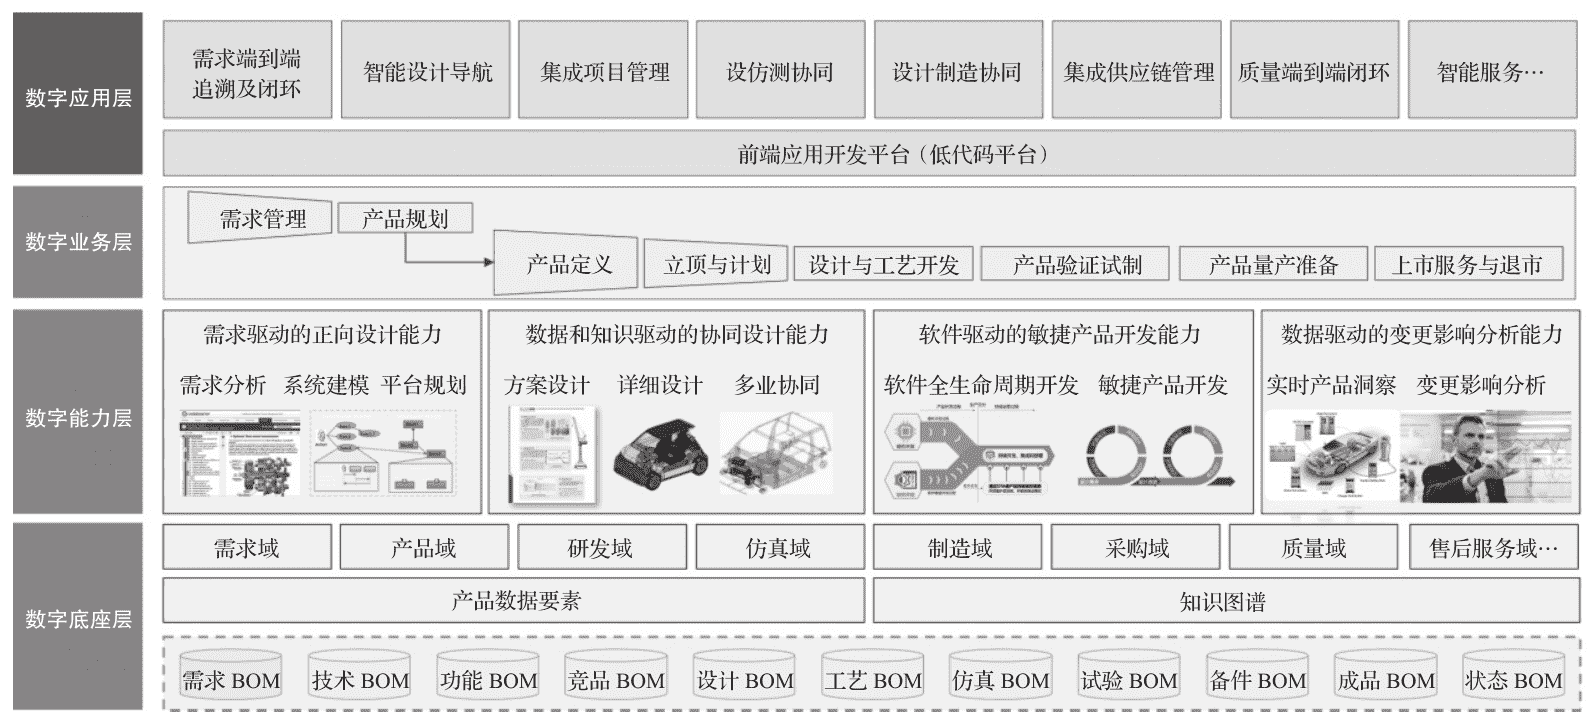 数字应用层
需求端到端
追溯及闭环
智能设计导航
集成项目管理
设仿测协同
设计制造协同
集成供应链管理
质量端到端闭环
智能服务…
前端应用开发平台（低代码平台）
数字业务层
需求管理
产品规划
产品定义
立顶与计划
设计与工艺开发
产品验证试制
产品量产准备
上市服务与退市
数字能力层
需求驱动的正向设计能力
需求分析 系统建模 平台规划
数据和知识驱动的协同设计能力
方案设计 详细设计 多业协同
软件驱动的敏捷产品开发能力
软件全生命周期开发 敏捷产品开发
数据驱动的变更影响分析能力
实时产品洞察 变更影响分析
数字底座层
需求域
产品域
研发域
仿真域
制造域
采购域
质量域
售后服务域…
产品数据要素
知识图谱
需求 BOM
技术 BOM
功能 BOM
竞品 BOM
设计 BOM
工艺 BOM
仿真 BOM
试验 BOM
备件 BOM
成品 BOM
状态 BOM